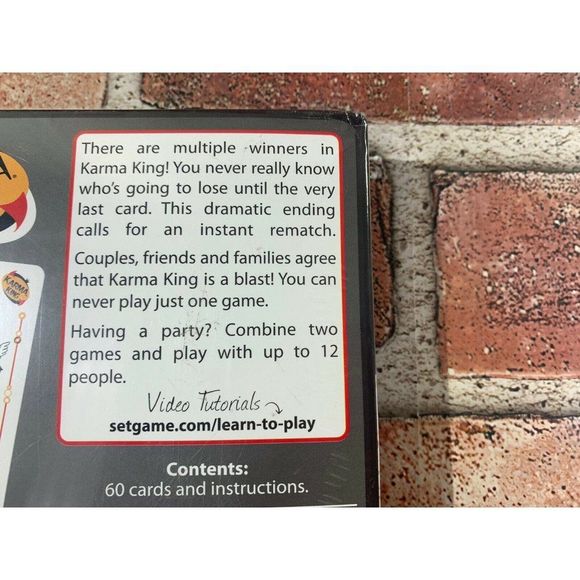 There are multiple winners in
Karma King! You never really know
who's going to lose until the very
last card. This dramatic ending
calls for an instant rematch.
Couples, friends and families agree
that Karma King is a blast! You can
never play just one game.
Having a party? Combine two
games and play with up to 12
people.
Video Tutorials
setgame.com/learn-to-play
KARMA
KING
Contents:
60 cards and instructions.